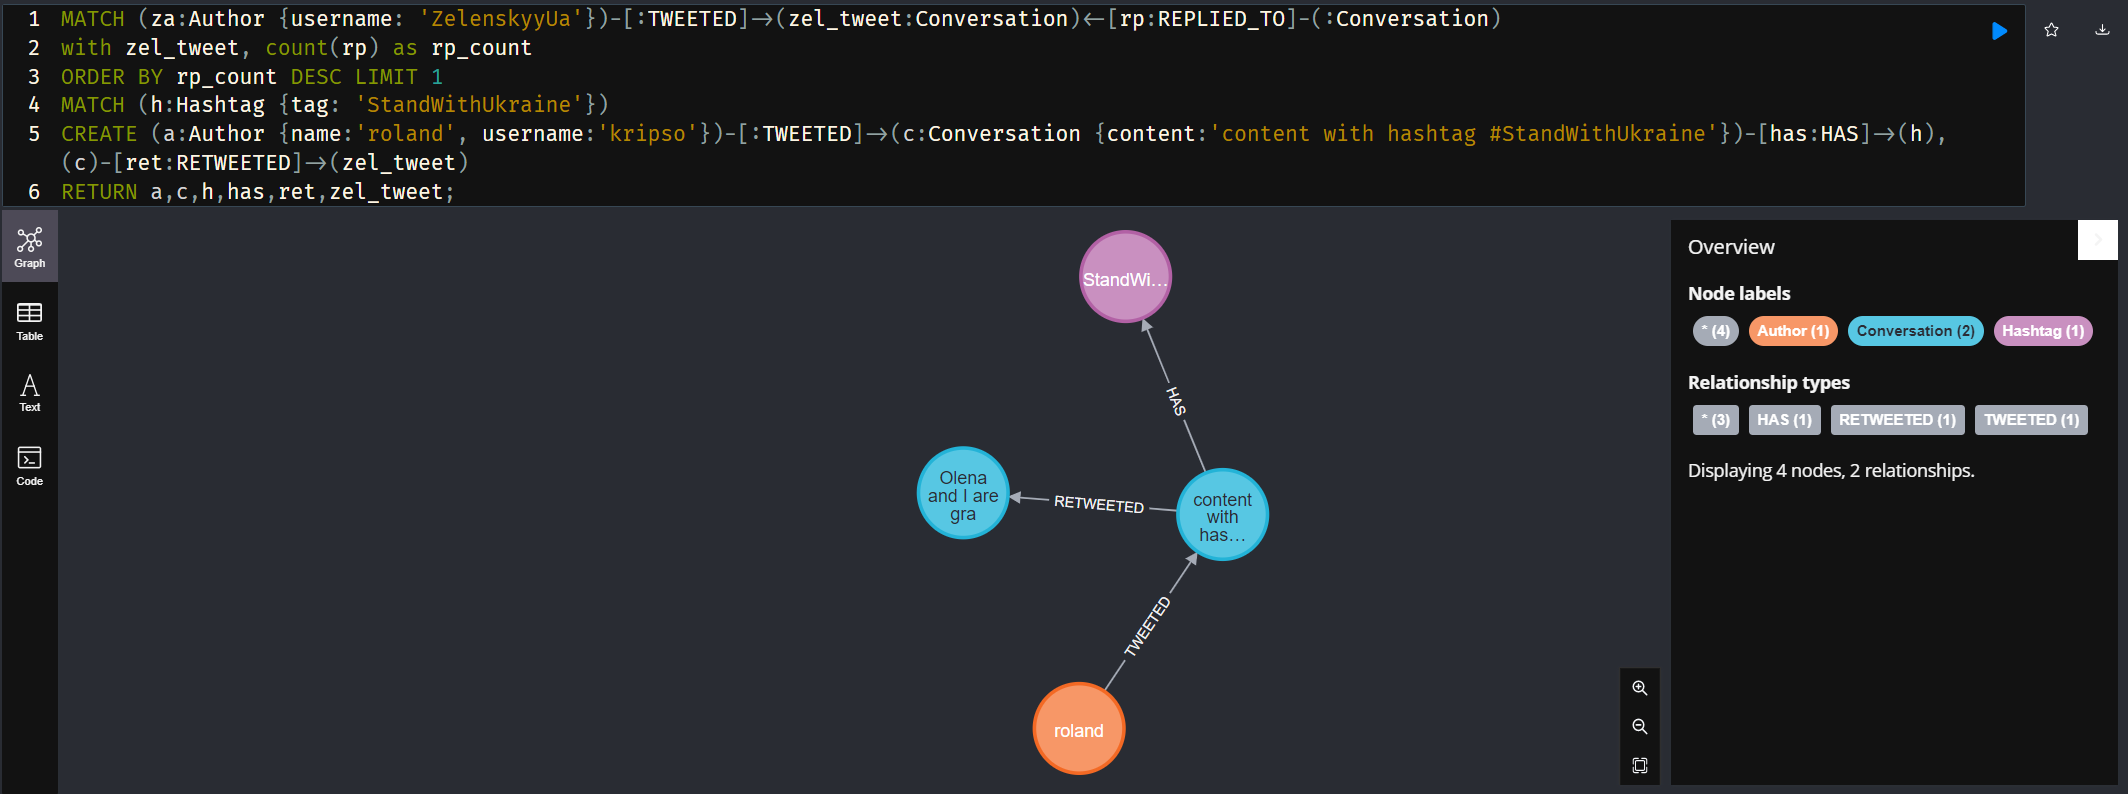 1 MATCH (za:Author {username: 'ZelenskyyUa'})-[:TWEETED]->(zel_tweet:Conversation)<-[rp:REPLIED_TO]-(:Conversation)
2 with zel_tweet, count(rp) as rp_count
3 ORDER BY rp_count DESC LIMIT 1
4 MATCH (h:Hashtag {tag: 'StandWithUkraine'})
5 CREATE (a:Author {name:'roland', username:'kripso'})-[:TWEETED]->(c:Conversation {content:'content with hashtag #StandWithUkraine'})-[has:HAS]->(h),
(c)-[ret:RETWEETED]->(zel_tweet)
6 RETURN a,c,h,has,ret,zel_tweet;
Graph
Table
Text
Code
StandWi...
HAS
Olena
and I are
gra
RETWEETED
content
with
has...
TWEETED
roland
Overview
Node labels
* (4) Author (1) Conversation (2) Hashtag (1)
Relationship types
* (3) HAS (1) RETWEETED (1) TWEETED (1)
Displaying 4 nodes, 2 relationships.